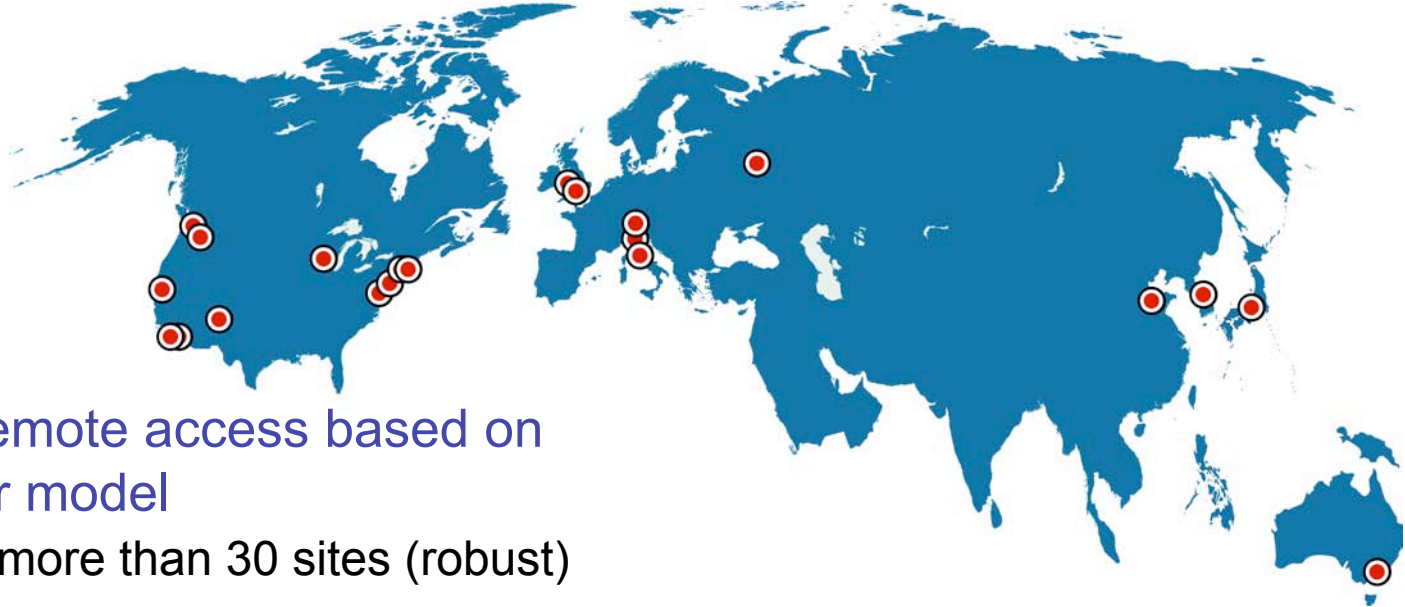 emote access based on
r model
more than 30 sites (robust)